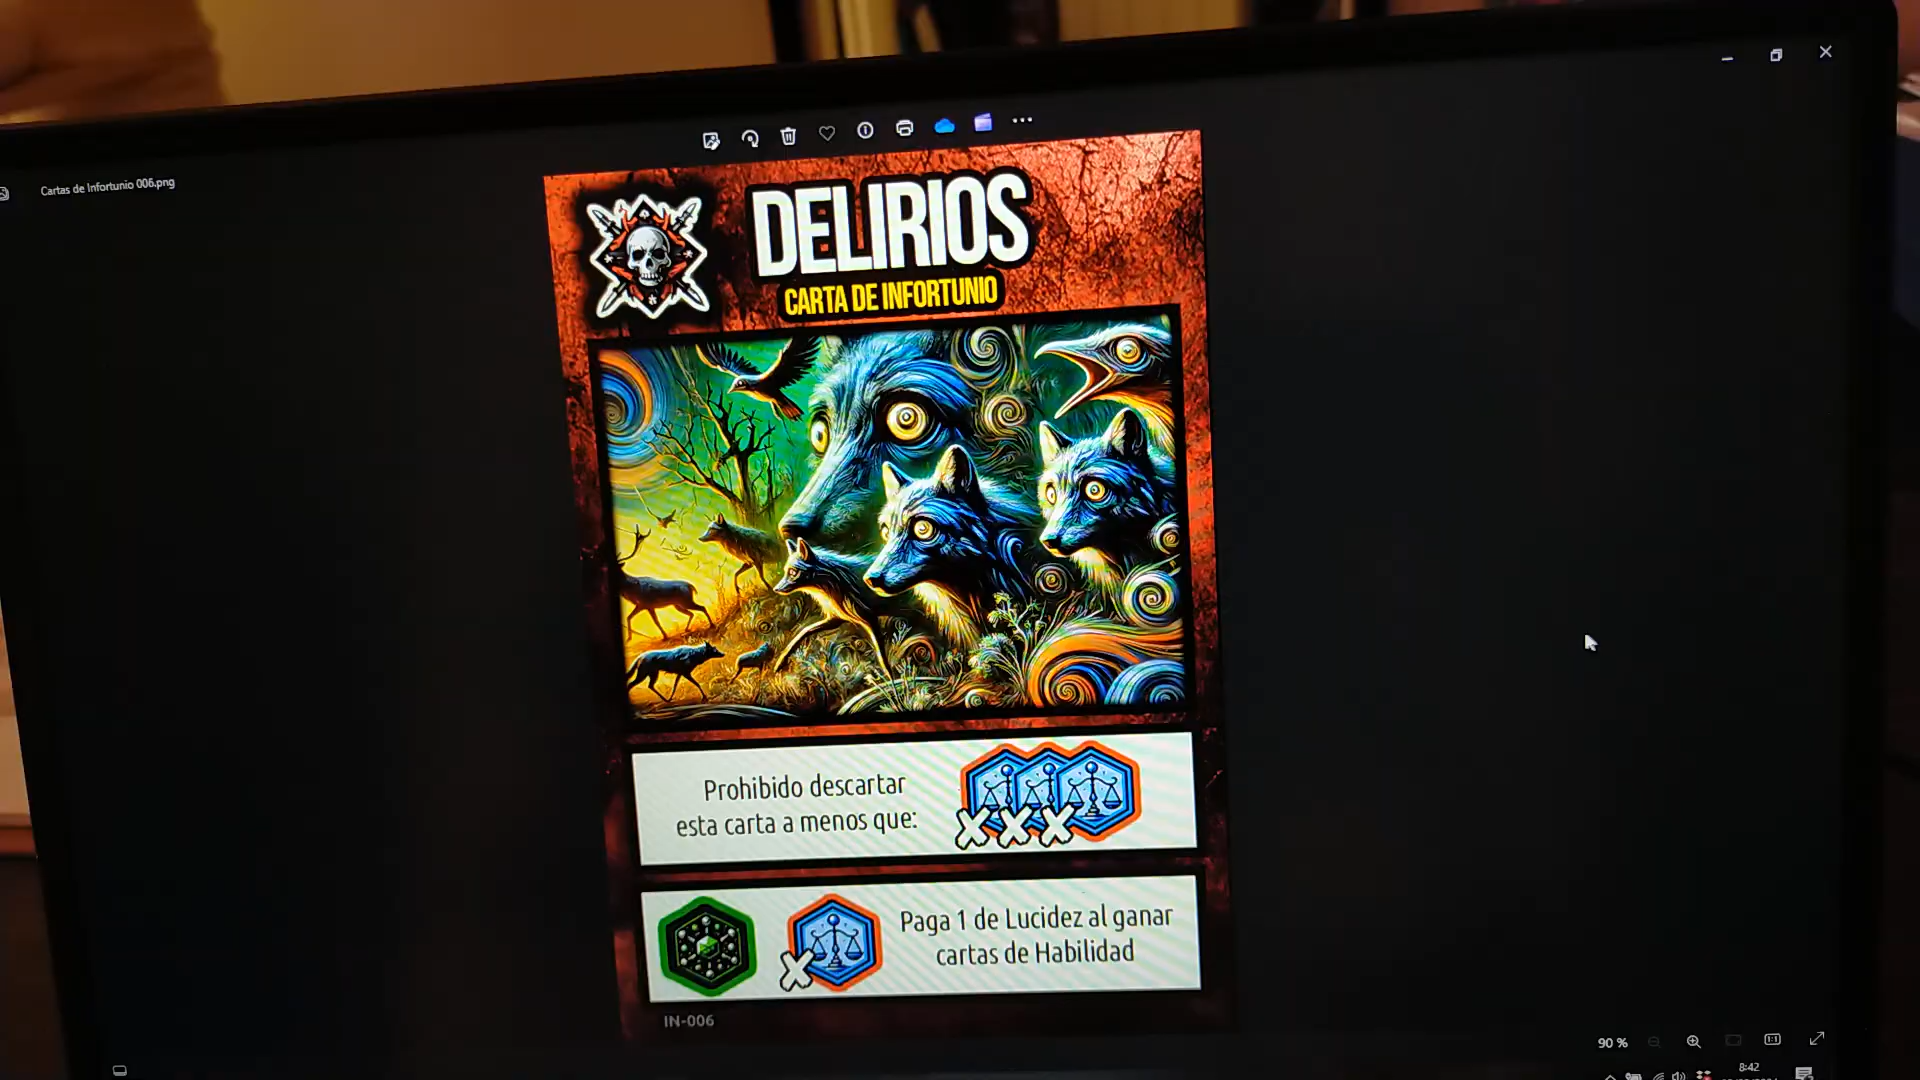 Cartas de Infortunio 006.png
DELIRIOS
CARTA DE INFORTUNIO
Prohibido descartar
esta carta a menos que:
Paga 1 de Lucidez al ganar
cartas de Habilidad
IN-006
90 %
8:42